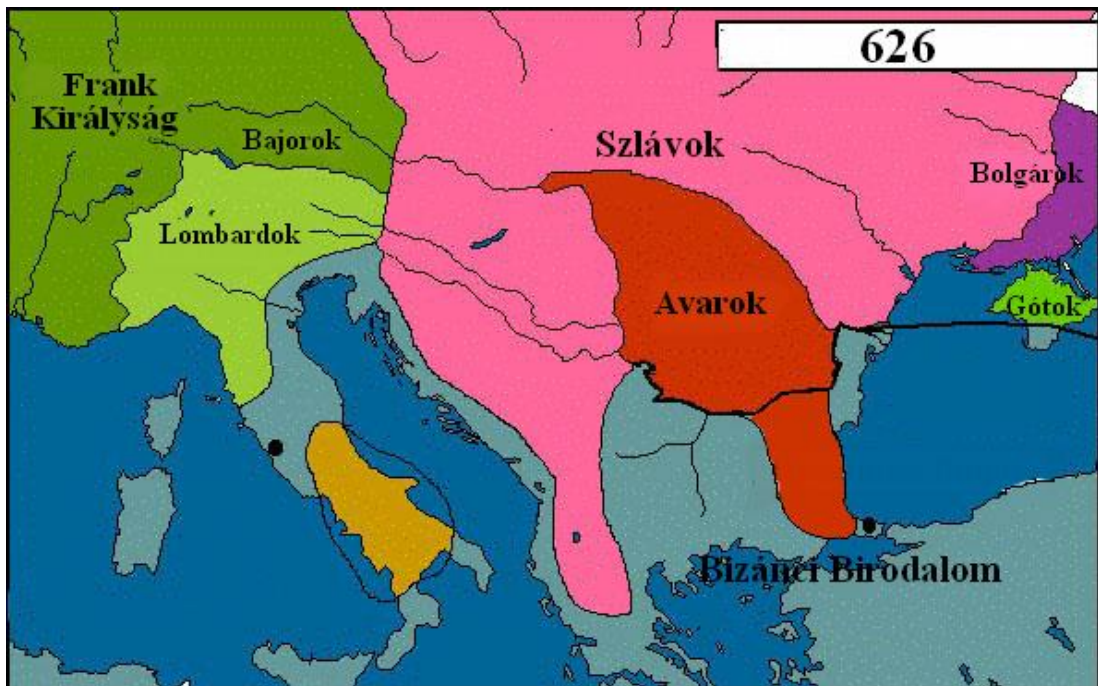 626
Frank
Királyság
Bajorok
Szlávok
Bolgárok
Lombardok
Avarok
Gótok
Bizánci Birodalom